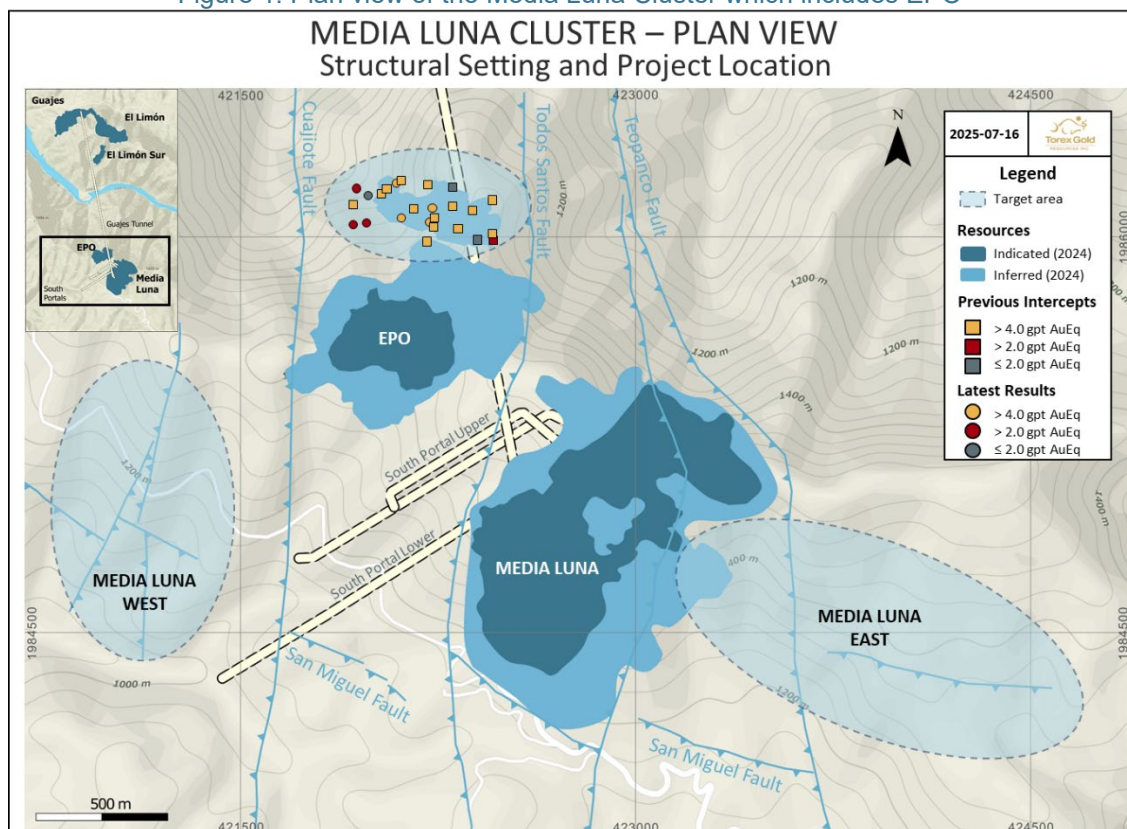 Figure 1: Plan view of the Media Luna Cluster which includes EPO
MEDIA LUNA CLUSTER – PLAN VIEW
Structural Setting and Project Location
Guajes
El Limón
El Limón Sur
Guajes Tunnel
EPO
Media
Luna
South
Portals
421500
423000
424500
Cuajiote Fault
Todos Santos Fault
Teopanco Fault
N
2025-07-16
Torex Gold
RESOURCES INC.
Legend
Target area
Resources
Indicated (2024)
Inferred (2024)
Previous Intercepts
> 4.0 gpt AuEq
> 2.0 gpt AuEq
≤ 2.0 gpt AuEq
Latest Results
> 4.0 gpt AuEq
> 2.0 gpt AuEq
≤ 2.0 gpt AuEq
1200 m
1986000
1986000
1200 m
1200 m
1200 m
1400 m
EPO
South Portal Upper
1200 m
South Portal Lower
1400 m
MEDIA LUNA
WEST
MEDIA LUNA
400 m
MEDIA LUNA
EAST
1984500
1984500
San Miguel Fault
1000 m
1200 m
San Miguel Fault
500 m
421500
423000
424500